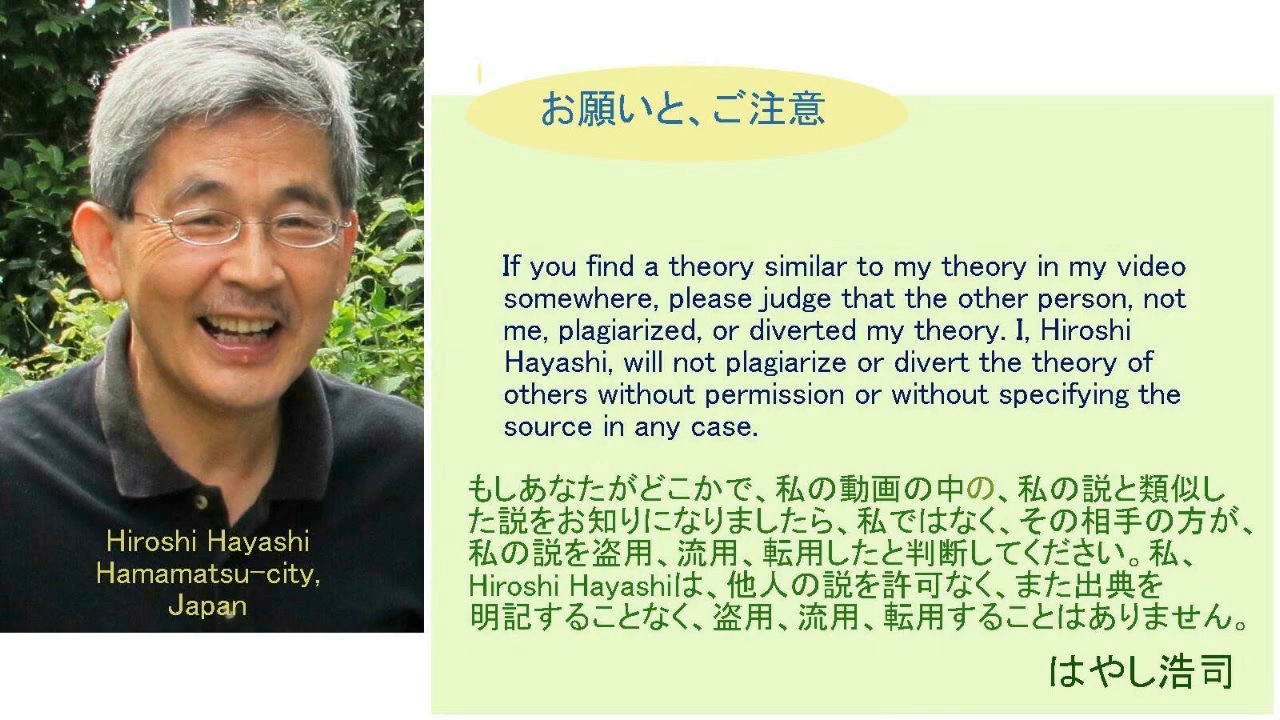 お願いと、ご注意
If you find a theory similar to my theory in my video
somewhere, please judge that the other person, not
me, plagiarized, or diverted my theory. I, Hiroshi
Hayashi, will not plagiarize or divert the theory of
others without permission or without specifying the
source in any case.
もしあなたがどこかで、私の動画の中の、私の説と類似し
た説をお知りになりましたら、私ではなく、その相手の方が、
私の説を盗用、流用、転用したと判断してください。私、
Hiroshi Hayashiは、他人の説を許可なく、また出典を
明記することなく、盗用、流用、転用することはありません。
はやし浩司
Hiroshi Hayashi
Hamamatsu-city,
Japan